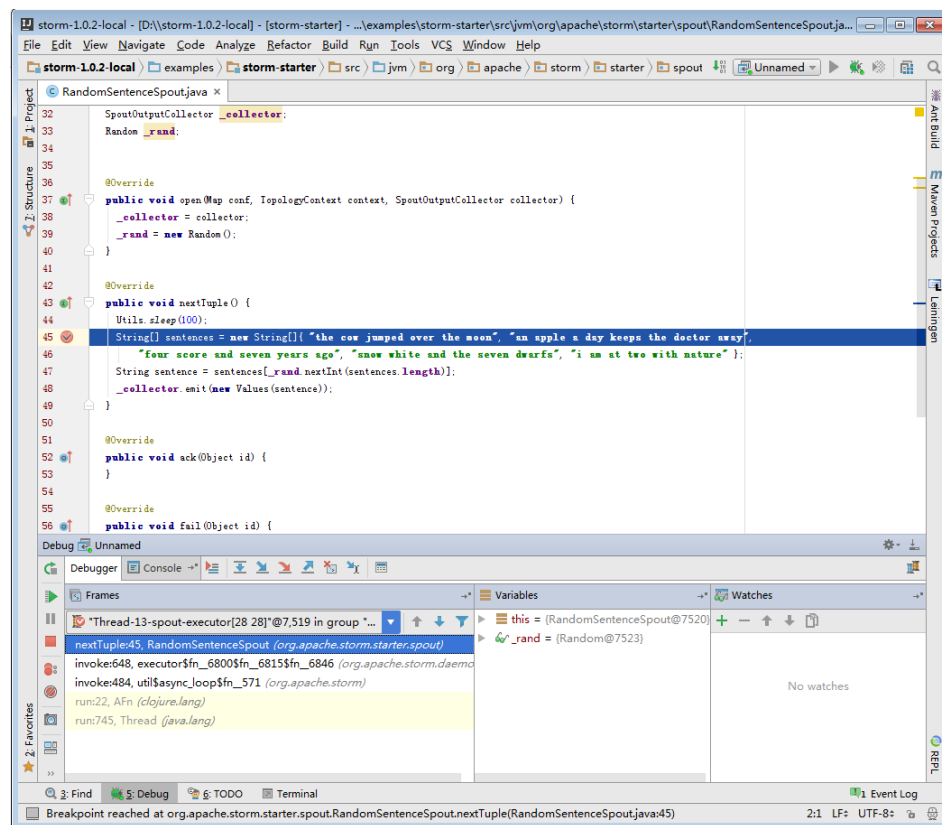 storm-1.0.2-local - [D:\\storm-1.0.2-local] - [storm-starter] - ...\examples\storm-starter\src\jvm\org\apache\storm\starter\spout\RandomSentenceSpout.ja...
File Edit View Navigate Code Analyze Refactor Build Run Tools VCS Window Help
storm-1.0.2-local examples storm-starter src jvm org apache storm starter spout Unnamed
1: Project
7: Structure
2: Favorites
RandomSentenceSpout.java ×
32 SpoutOutputCollector _collector;
33 Random _rand;
34
35
36 @Override
37 public void open(Map conf, TopologyContext context, SpoutOutputCollector collector) {
38 _collector = collector;
39 _rand = new Random();
40 }
41
42 @Override
43 public void nextTuple() {
44 Utils.sleep(100);
45 String[] sentences = new String[]{ "the cow jumped over the moon", "an apple a day keeps the doctor away",
46 "four score and seven years ago", "snow white and the seven dwarfs", "i am at two with nature" };
47 String sentence = sentences[_rand.nextInt(sentences.length)];
48 _collector.emit(new Values(sentence));
49 }
50
51 @Override
52 public void ack(Object id) {
53 }
54
55 @Override
56 public void fail(Object id) {
Ant Build
Maven Projects
Leiningen
REPL
Debug Unnamed
Debugger Console
Frames
Variables
Watches
"Thread-13-spout-executor[28 28]"@7,519 in group "...
nextTuple:45, RandomSentenceSpout (org.apache.storm.starter.spout)
invoke:648, executor$fn__6800$fn__6815$fn__6846 (org.apache.storm.daemo
invoke:484, util$async_loop$fn__571 (org.apache.storm)
run:22, AFn (clojure.lang)
run:745, Thread (java.lang)
this = {RandomSentenceSpout@7520}
_rand = {Random@7523}
No watches
3: Find 5: Debug 6: TODO Terminal 1 Event Log
Breakpoint reached at org.apache.storm.starter.spout.RandomSentenceSpout.nextTuple(RandomSentenceSpout.java:45) 2:1 LF÷ UTF-8÷